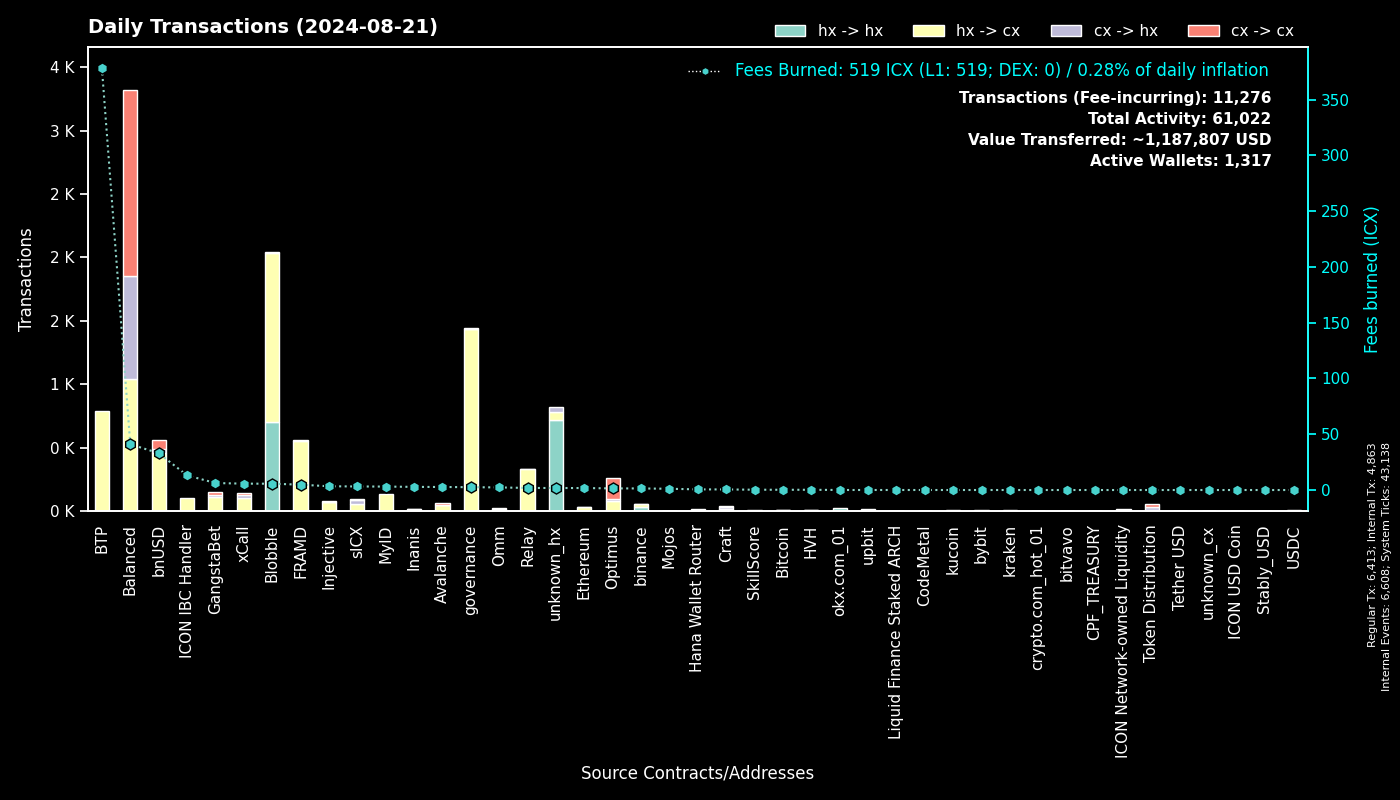 Daily Transactions (2024-08-21)
hx -> hx
hx -> cx
cx -> hx
cx -> cx
Fees Burned: 519 ICX (L1: 519; DEX: 0) / 0.28% of daily inflation
Transactions (Fee-incurring): 11,276
Total Activity: 61,022
Value Transferred: ~1,187,807 USD
Active Wallets: 1,317
Transactions
4 K
3 K
2 K
2 K
2 K
1 K
0 K
0 K
350
300
250
200
150
100
50
0
Fees burned (ICX)
BTP
Balanced
bnUSD
ICON IBC Handler
GangstaBet
xCall
Blobble
FRAMD
Injective
sICX
MyID
Inanis
Avalanche
governance
Omm
Relay
unknown_hx
Ethereum
Optimus
binance
Mojos
Hana Wallet Router
Craft
SkillScore
Bitcoin
HVH
okx.com_01
upbit
Liquid Finance Staked ARCH
CodeMetal
kucoin
bybit
kraken
crypto.com_hot_01
bitvavo
CPF_TREASURY
ICON Network-owned Liquidity
Token Distribution
Tether USD
unknown_cx
ICON USD Coin
Stably_USD
USDC
Source Contracts/Addresses
Regular Tx: 6,413; Internal Tx: 4,863
Internal Events: 6,608; System Ticks: 43,138